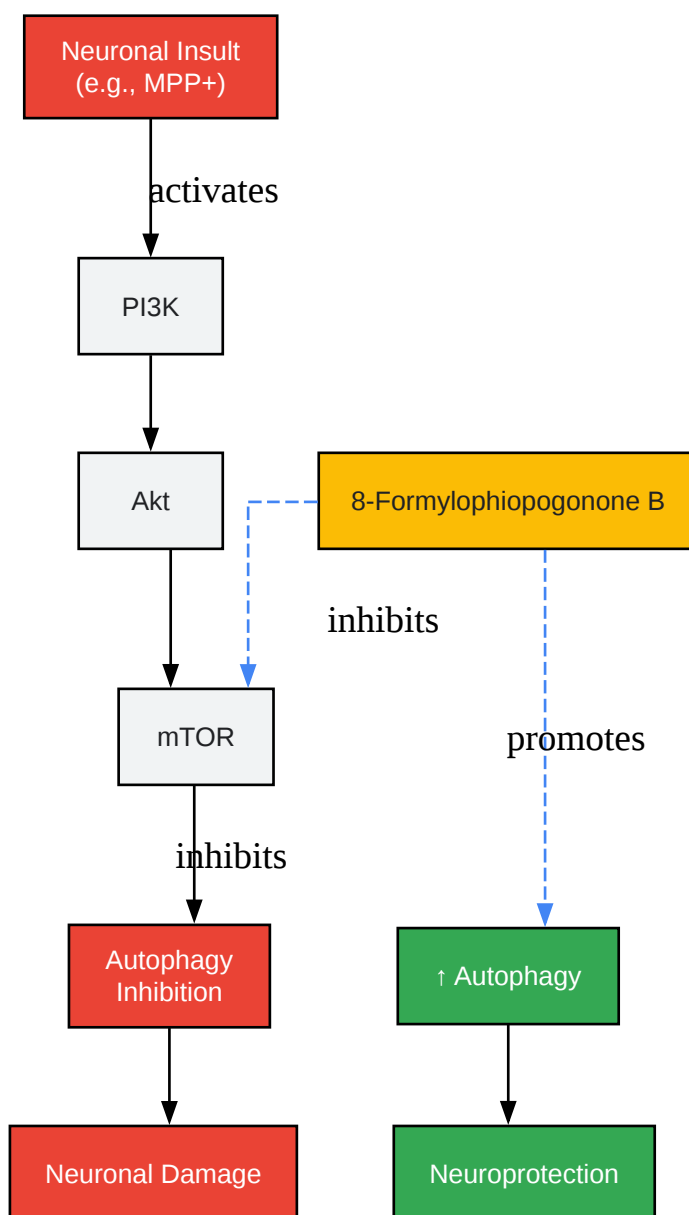 Neuronal Insult
(e.g., MPP+)
activates
PI3K
Akt
8-Formylophiopogonone B
inhibits
mTOR
promotes
inhibits
Autophagy
Inhibition
↑ Autophagy
Neuronal Damage
Neuroprotection